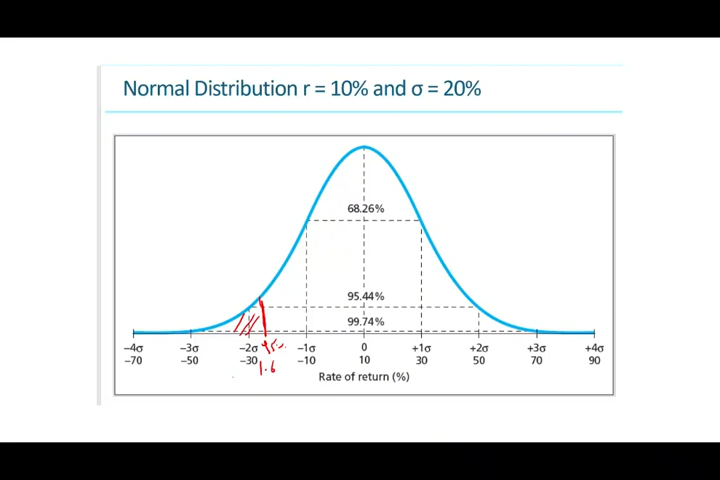 Normal Distribution r = 10% and σ = 20%
68.26%
95.44%
99.74%
−4σ −3σ −2σ −1σ 0 +1σ +2σ +3σ +4σ
−70 −50 −30 −10 10 30 50 70 90
1.6
Rate of return (%)